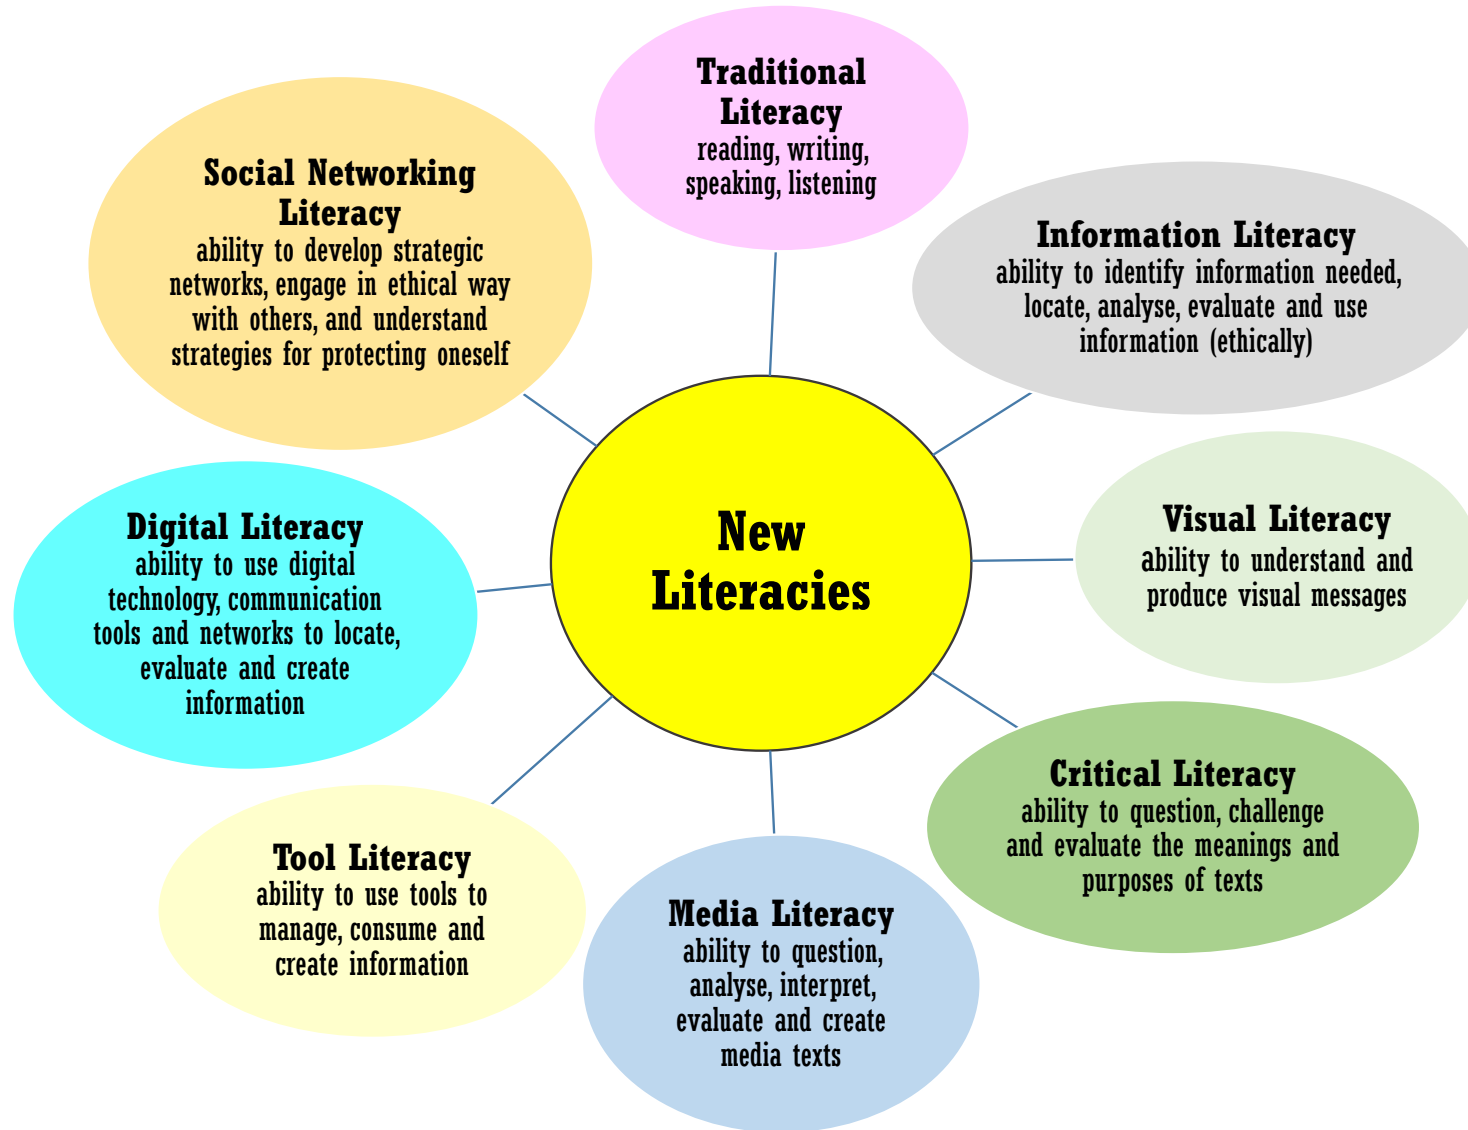 Traditional
Literacy
reading, writing,
speaking, listening
Information Literacy
ability to identify information needed,
locate, analyse, evaluate and use
information (ethically)
Visual Literacy
ability to understand and
produce visual messages
Critical Literacy
ability to question, challenge
and evaluate the meanings and
purposes of texts
Media Literacy
ability to question,
analyse, interpret,
evaluate and create
media texts
Tool Literacy
ability to use tools to
manage, consume and
create information
Digital Literacy
ability to use digital
technology, communication
tools and networks to locate,
evaluate and create
information
Social Networking
Literacy
ability to develop strategic
networks, engage in ethical way
with others, and understand
strategies for protecting oneself
New
Literacies